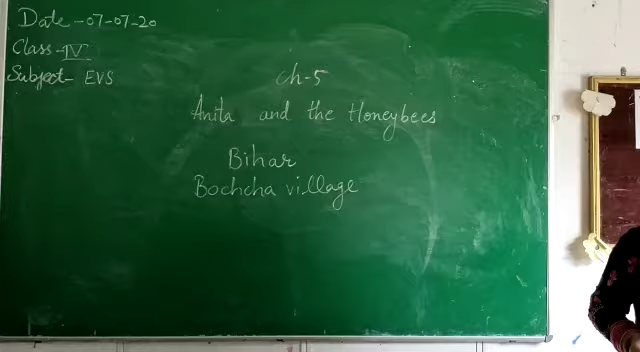 Date - 07-07-20
Class - IV
Subject - EVS
Ch-5
Anita and the Honeybees
Bihar
Bochcha village